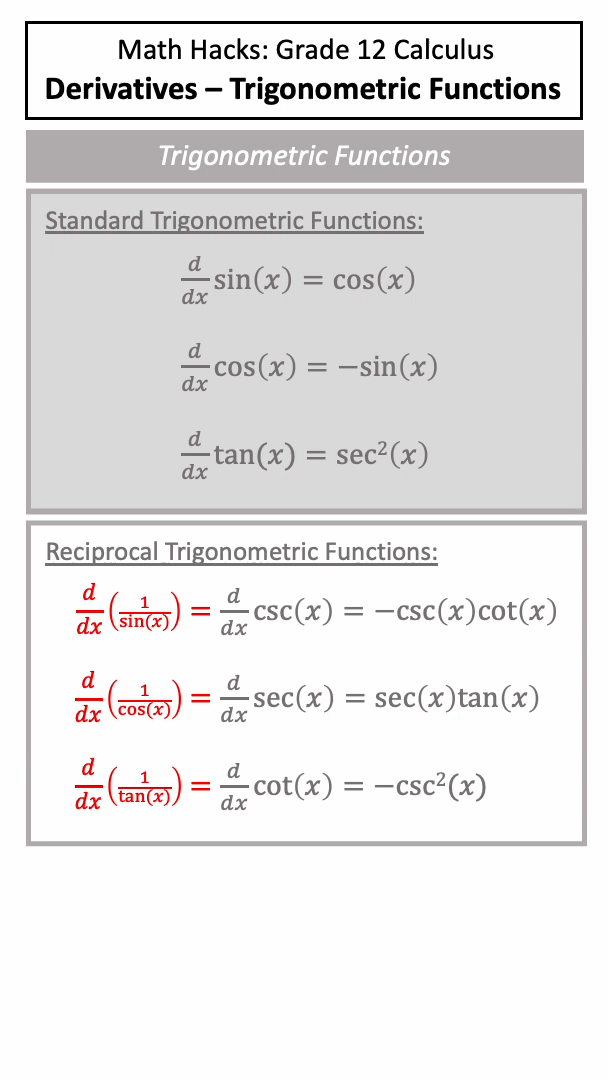 Math Hacks: Grade 12 Calculus
Derivatives – Trigonometric Functions
Trigonometric Functions
Standard Trigonometric Functions:
d/dx sin(x) = cos(x)
d/dx cos(x) = −sin(x)
d/dx tan(x) = sec²(x)
Reciprocal Trigonometric Functions:
d/dx (1/sin(x)) = d/dx csc(x) = −csc(x)cot(x)
d/dx (1/cos(x)) = d/dx sec(x) = sec(x)tan(x)
d/dx (1/tan(x)) = d/dx cot(x) = −csc²(x)